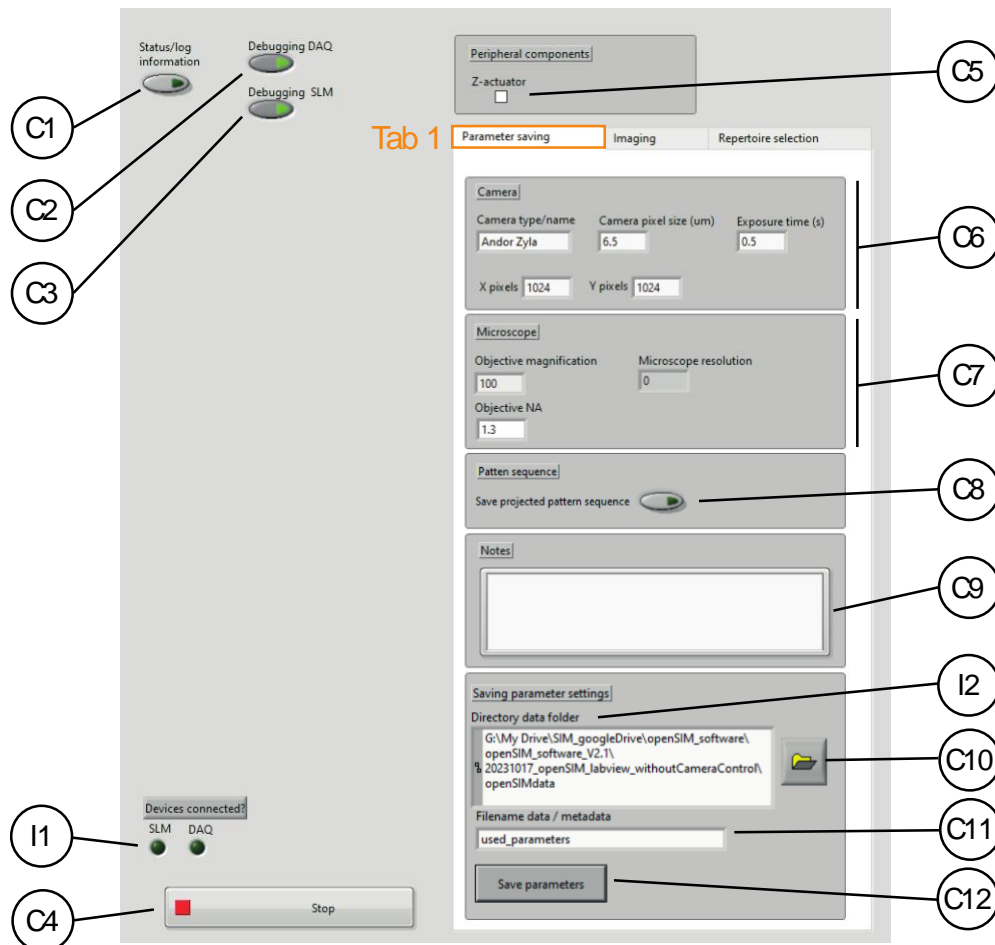 Status/log
information
Debugging DAQ
Debugging SLM
C1
C2
C3
Peripheral components
Z-actuator
C5
Tab 1
Parameter saving
Imaging
Repertoire selection
Camera
Camera type/name
Camera pixel size (um)
Exposure time (s)
Andor Zyla
6.5
0.5
X pixels 1024
Y pixels 1024
C6
Microscope
Objective magnification
Microscope resolution
100
0
Objective NA
1.3
C7
Patten sequence
Save projected pattern sequence
C8
Notes
C9
Saving parameter settings
Directory data folder
I2
G:\My Drive\SIM_googleDrive\openSIM_software\
openSIM_software_V2.1\
20231017_openSIM_labview_withoutCameraControl\
openSIMdata
C10
Filename data / metadata
used_parameters
C11
Save parameters
C12
Devices connected?
SLM DAQ
I1
Stop
C4